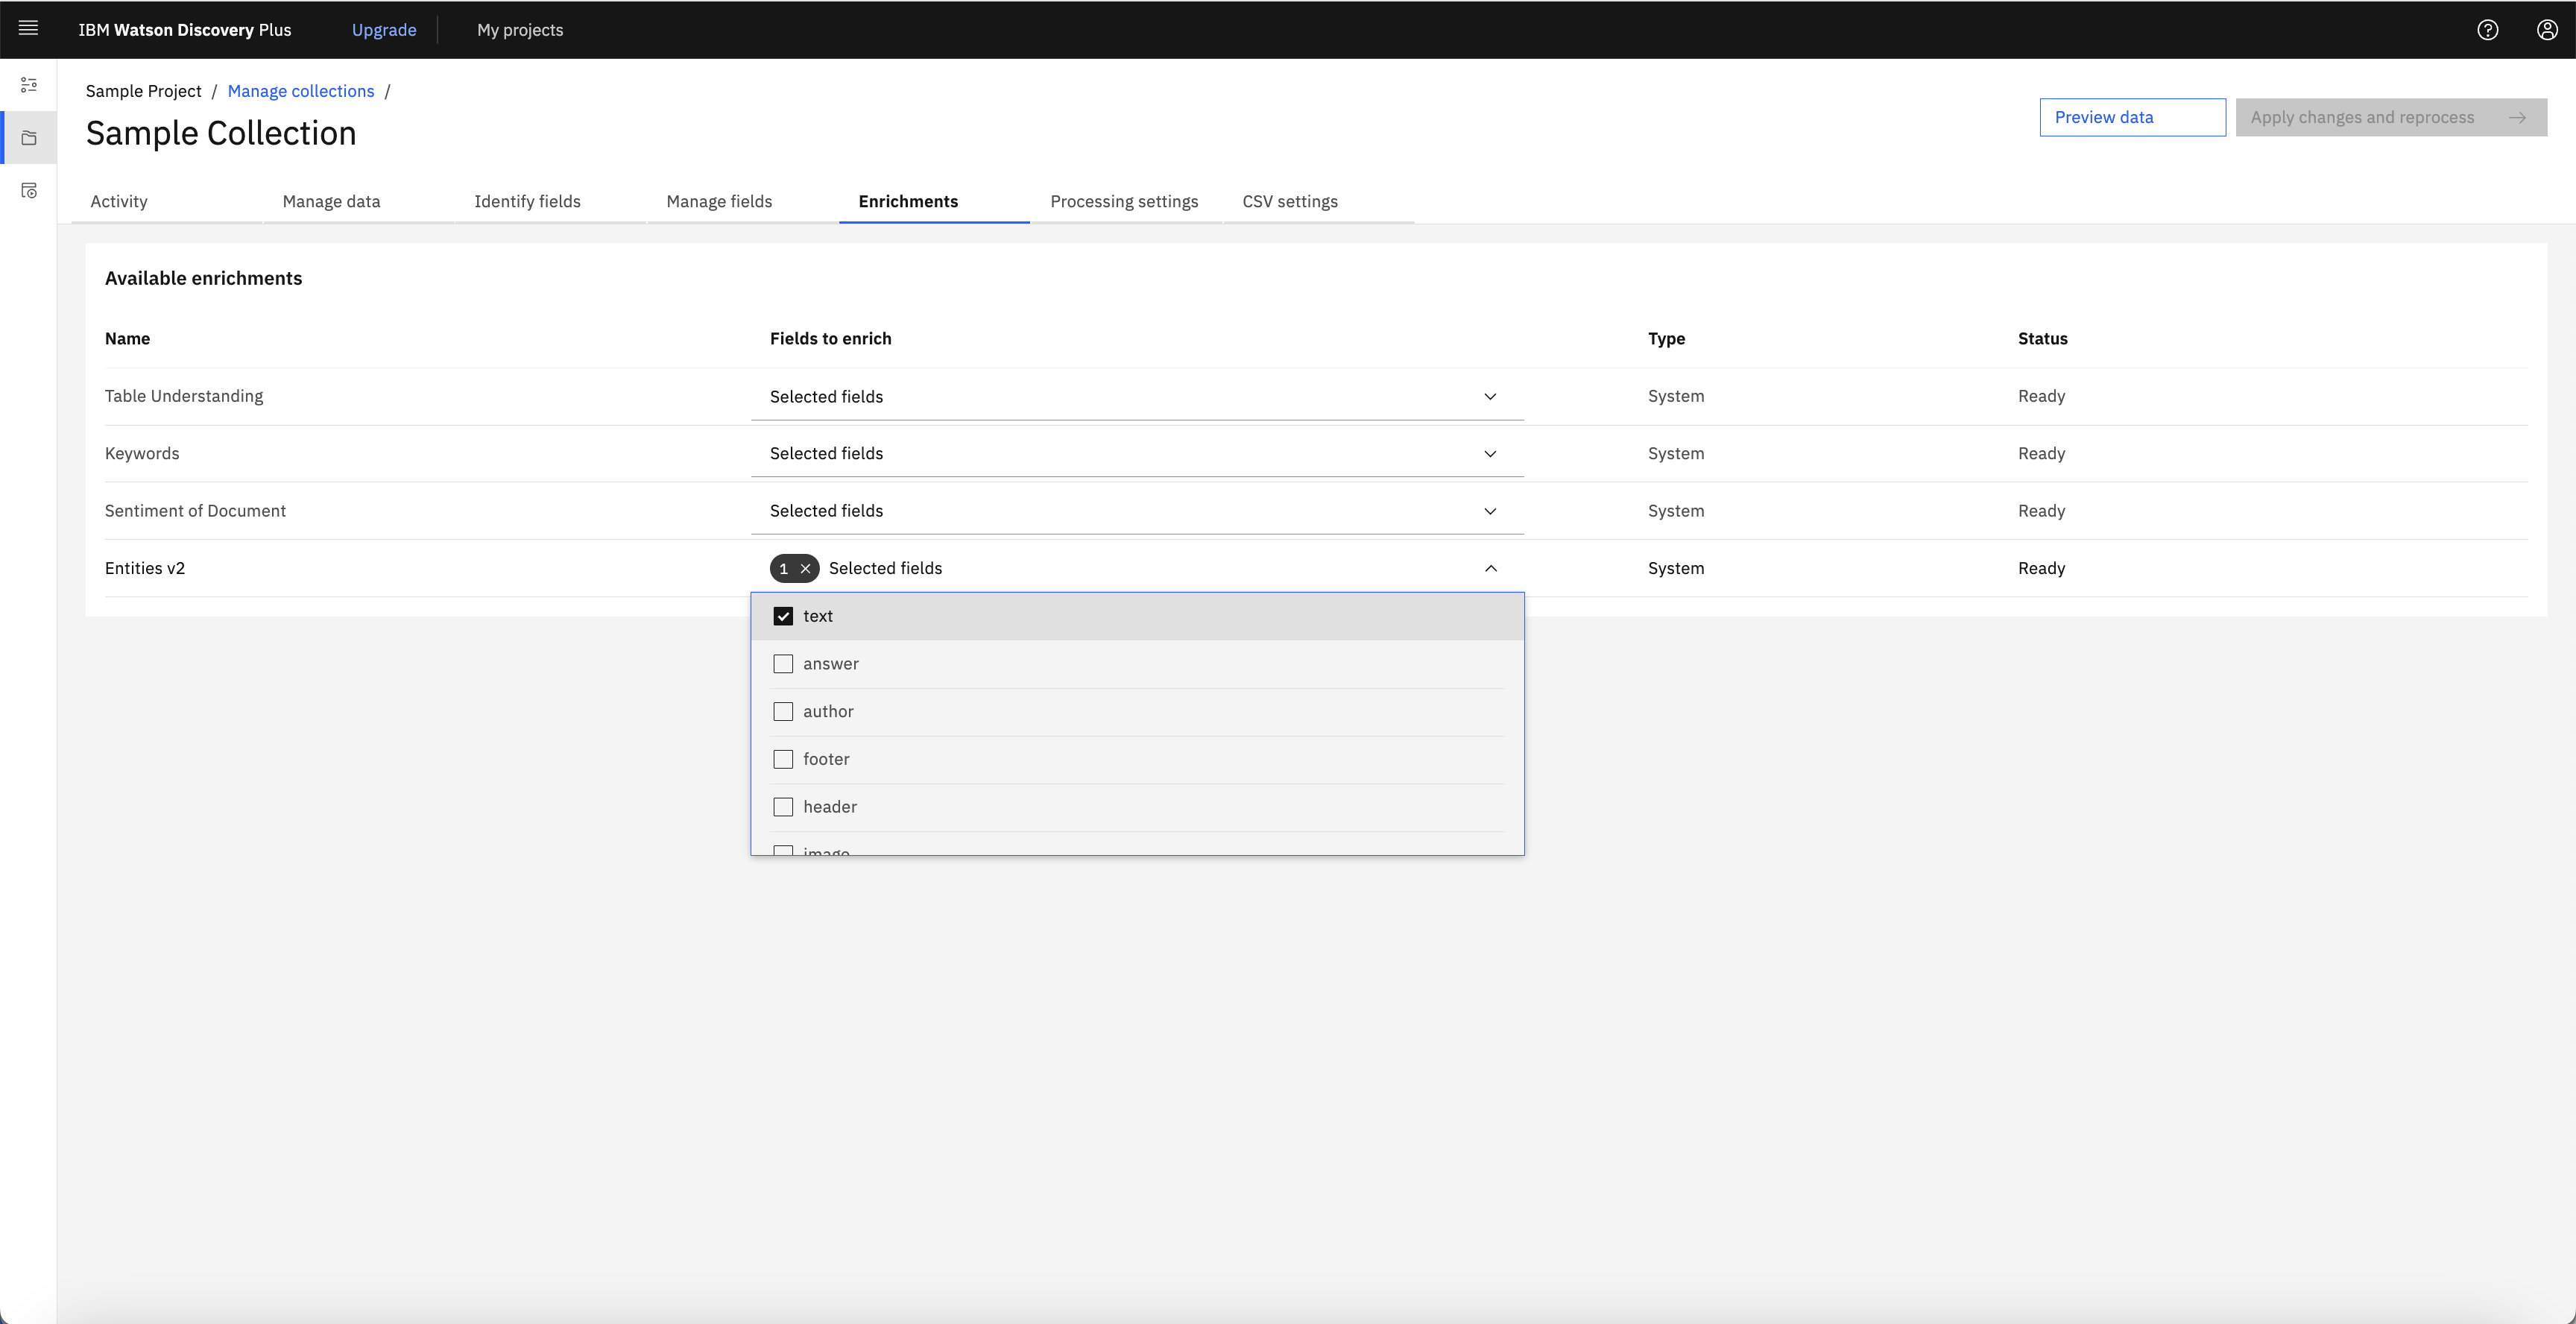 IBM Watson Discovery Plus Upgrade My projects
Sample Project / Manage collections /
Sample Collection
Preview data Apply changes and reprocess
Activity Manage data Identify fields Manage fields Enrichments Processing settings CSV settings
Available enrichments
Name Fields to enrich Type Status
Table Understanding Selected fields System Ready
Keywords Selected fields System Ready
Sentiment of Document Selected fields System Ready
Entities v2 1 Selected fields System Ready
text
answer
author
footer
header
image